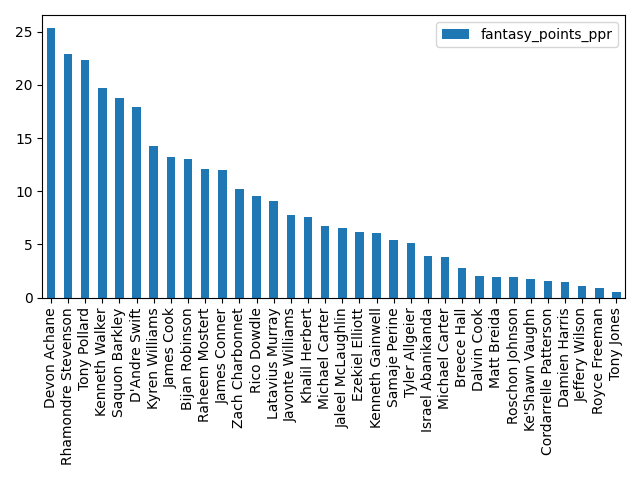 fantasy_points_ppr
25
20
15
10
5
0
Devon Achane
Rhamondre Stevenson
Tony Pollard
Kenneth Walker
Saquon Barkley
D'Andre Swift
Kyren Williams
James Cook
Bijan Robinson
Raheem Mostert
James Conner
Zach Charbonnet
Rico Dowdle
Latavius Murray
Javonte Williams
Khalil Herbert
Michael Carter
Jaleel McLaughlin
Ezekiel Elliott
Kenneth Gainwell
Samaje Perine
Tyler Allgeier
Israel Abanikanda
Michael Carter
Breece Hall
Dalvin Cook
Matt Breida
Roschon Johnson
Ke'Shawn Vaughn
Cordarrelle Patterson
Damien Harris
Jeffery Wilson
Royce Freeman
Tony Jones